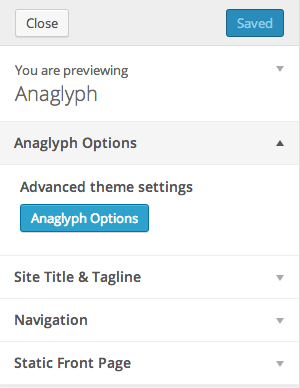 Close
Saved
You are previewing
Anaglyph
Anaglyph Options
Advanced theme settings
Anaglyph Options
Site Title & Tagline
Navigation
Static Front Page